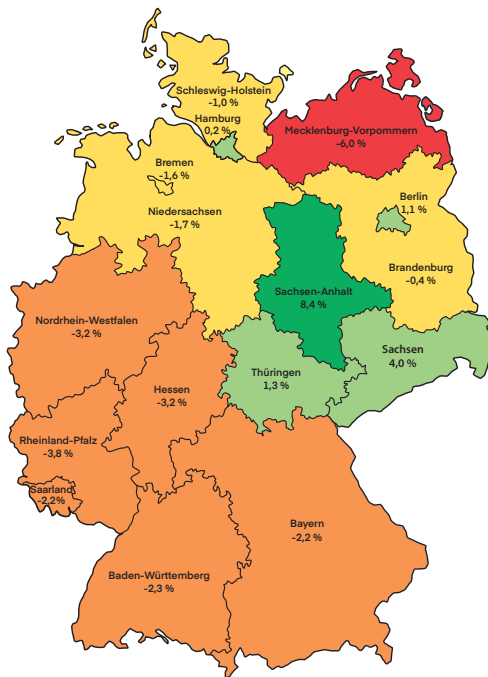 Schleswig-Holstein
-1,0 %
Hamburg
0,2 %
Mecklenburg-Vorpommern
-6,0 %
Bremen
-1,6 %
Niedersachsen
-1,7 %
Berlin
1,1 %
Brandenburg
-0,4 %
Sachsen-Anhalt
8,4 %
Nordrhein-Westfalen
-3,2 %
Sachsen
4,0 %
Thüringen
1,3 %
Hessen
-3,2 %
Rheinland-Pfalz
-3,8 %
Saarland
-2,2%
Bayern
-2,2 %
Baden-Württemberg
-2,3 %